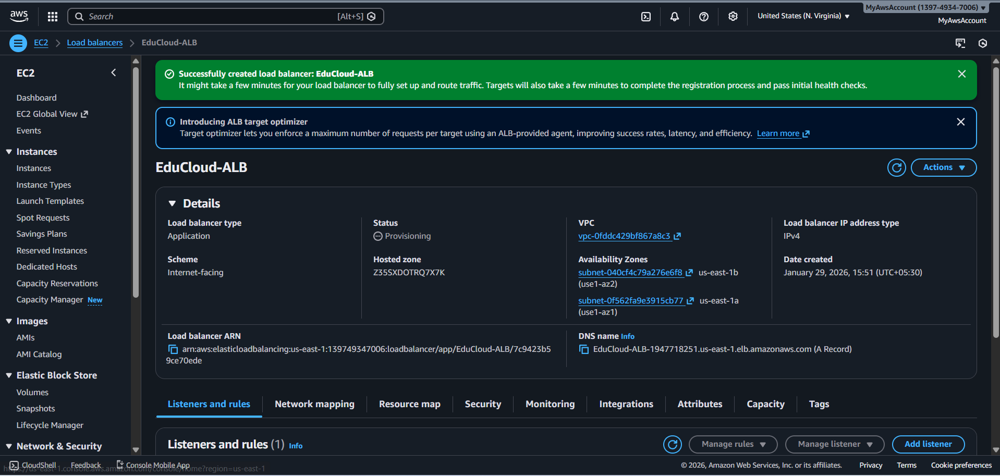 aws
Search
[Alt+S]
United States (N. Virginia)
MyAwsAccount (1397-4934-7006)
MyAwsAccount
EC2
Load balancers
EduCloud-ALB
EC2
Dashboard
EC2 Global View
Events
Instances
Instances
Instance Types
Launch Templates
Spot Requests
Savings Plans
Reserved Instances
Dedicated Hosts
Capacity Reservations
Capacity Manager New
Images
AMIs
AMI Catalog
Elastic Block Store
Volumes
Snapshots
Lifecycle Manager
Network & Security
Successfully created load balancer: EduCloud-ALB
It might take a few minutes for your load balancer to fully set up and route traffic. Targets will also take a few minutes to complete the registration process and pass initial health checks.
Introducing ALB target optimizer
Target optimizer lets you enforce a maximum number of requests per target using an ALB-provided agent, improving success rates, latency, and efficiency. Learn more
EduCloud-ALB
Actions
Details
Load balancer type
Application
Status
Provisioning
VPC
vpc-0fddc429bf867a8c3
Load balancer IP address type
IPv4
Scheme
Internet-facing
Hosted zone
Z35SXDOTRQ7X7K
Availability Zones
subnet-040cf4c79a276e6f8 us-east-1b
(use1-az2)
subnet-0f562fa9e3915cb77 us-east-1a
(use1-az1)
Date created
January 29, 2026, 15:51 (UTC+05:30)
Load balancer ARN
arn:aws:elasticloadbalancing:us-east-1:139749347006:loadbalancer/app/EduCloud-ALB/7c9423b5
9ce70ede
DNS name Info
EduCloud-ALB-1947718251.us-east-1.elb.amazonaws.com (A Record)
Listeners and rules
Network mapping
Resource map
Security
Monitoring
Integrations
Attributes
Capacity
Tags
Listeners and rules (1) Info
Manage rules
Manage listener
Add listener
CloudShell
Feedback
Console Mobile App
© 2026, Amazon Web Services, Inc. or its affiliates.
Privacy
Terms
Cookie preferences
https://us-east-1.console.aws.amazon.com/console/home?region=us-east-1